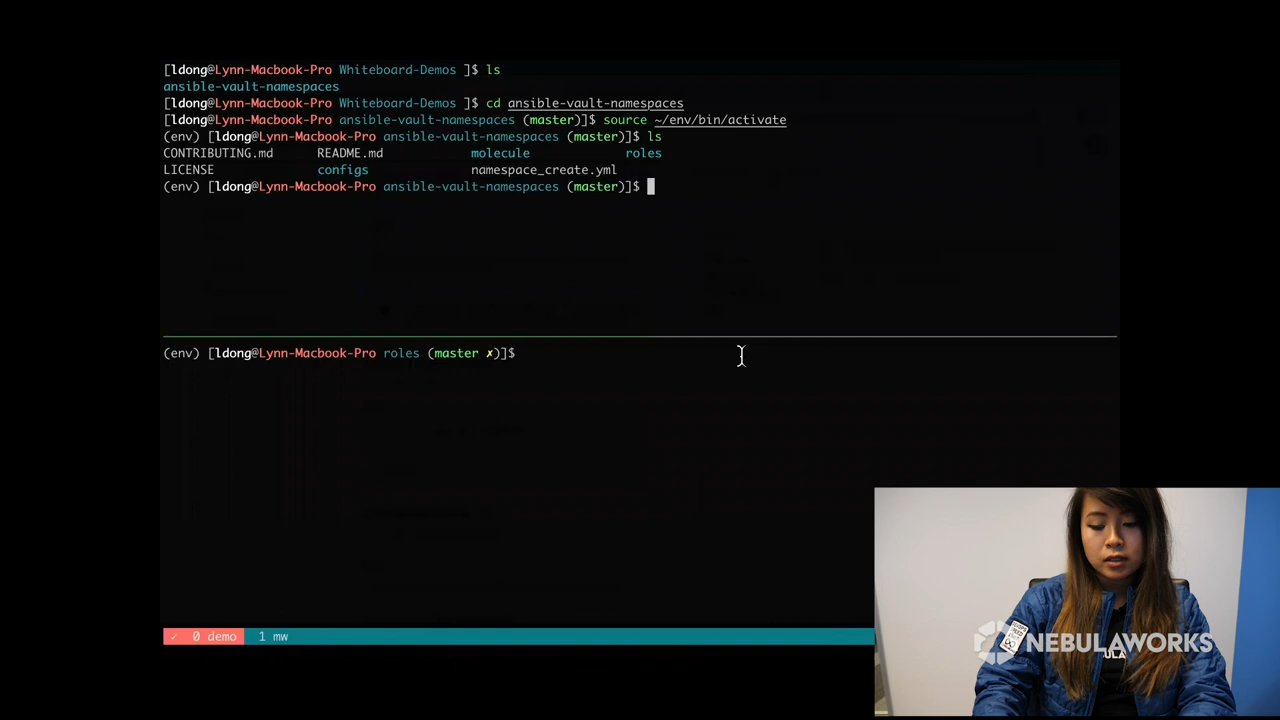 [ldong@Lynn-Macbook-Pro Whiteboard-Demos ]$ ls
ansible-vault-namespaces
[ldong@Lynn-Macbook-Pro Whiteboard-Demos ]$ cd ansible-vault-namespaces
[ldong@Lynn-Macbook-Pro ansible-vault-namespaces (master)]$ source ~/env/bin/activate
(env) [ldong@Lynn-Macbook-Pro ansible-vault-namespaces (master)]$ ls
CONTRIBUTING.md README.md molecule roles
LICENSE configs namespace_create.yml
(env) [ldong@Lynn-Macbook-Pro ansible-vault-namespaces (master)]$
(env) [ldong@Lynn-Macbook-Pro roles (master ✗)]$
✓ 0 demo 1 mw
NEBULAWORKS